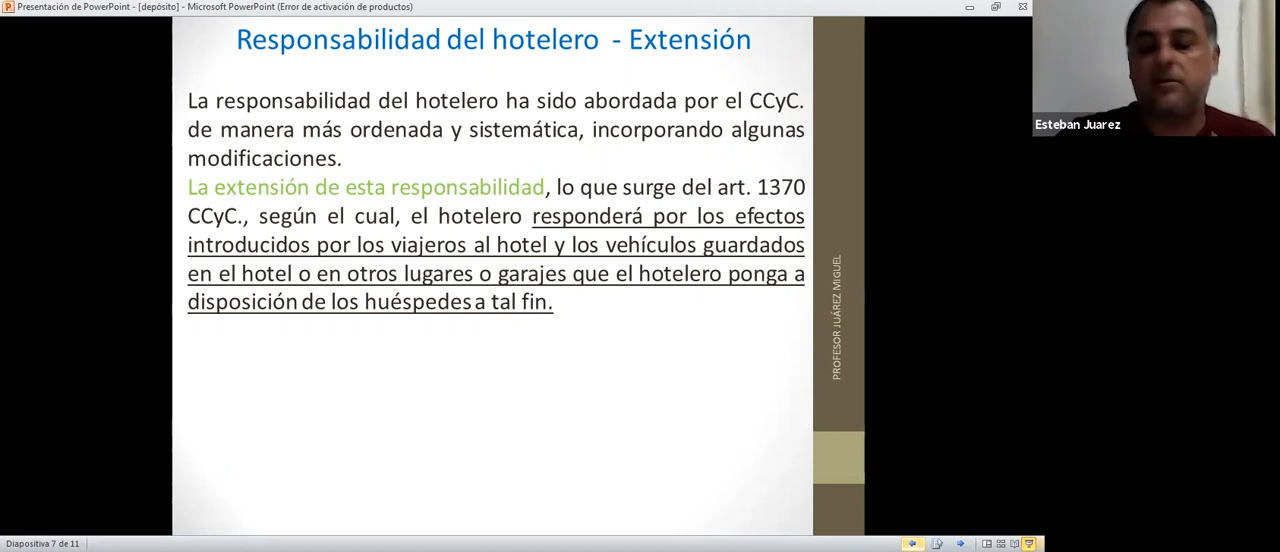 Presentación de PowerPoint - [depósito] - Microsoft PowerPoint (Error de activación de productos)
Responsabilidad del hotelero - Extensión
La responsabilidad del hotelero ha sido abordada por el CCyC.
de manera más ordenada y sistemática, incorporando algunas
modificaciones.
La extensión de esta responsabilidad, lo que surge del art. 1370
CCyC., según el cual, el hotelero responderá por los efectos
introducidos por los viajeros al hotel y los vehículos guardados
en el hotel o en otros lugares o garajes que el hotelero ponga a
disposición de los huéspedes a tal fin.
PROFESOR JUÁREZ MIGUEL
Esteban Juarez
Diapositiva 7 de 11